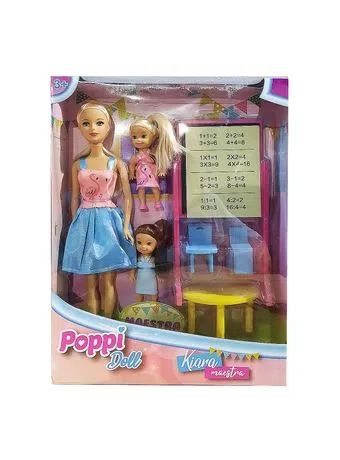 3+
1+1=2 2+2=4
3+3=6 4+4=8
1X1=1 2X2=4
3X3=9 4X4=16
2-1=1 3-1=2
5-2=3 8-4=4
1:1=1 4:2=2
9:3=3 16:4=4
MAESTRA
Poppi
Doll
Kiara
maestra